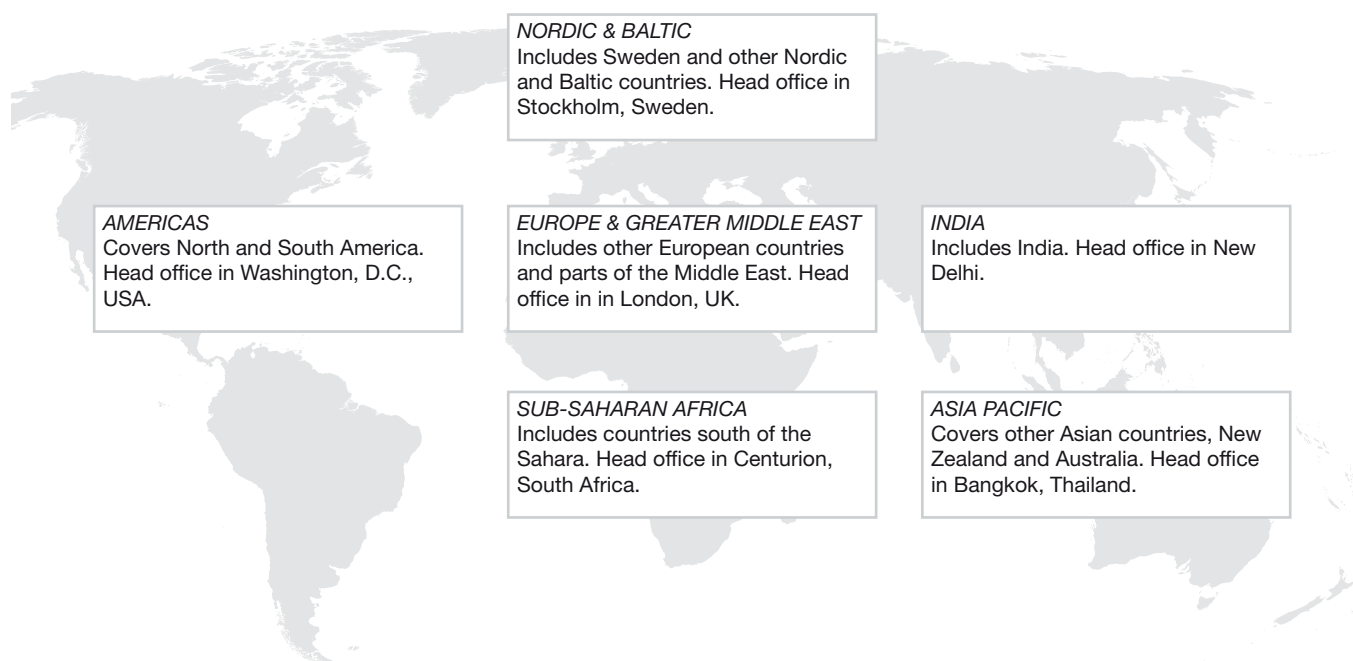 NORDIC & BALTIC
Includes Sweden and other Nordic
and Baltic countries. Head office in
Stockholm, Sweden.
AMERICAS
Covers North and South America.
Head office in Washington, D.C.,
USA.
EUROPE & GREATER MIDDLE EAST
Includes other European countries
and parts of the Middle East. Head
office in in London, UK.
INDIA
Includes India. Head office in New
Delhi.
SUB-SAHARAN AFRICA
Includes countries south of the
Sahara. Head office in Centurion,
South Africa.
ASIA PACIFIC
Covers other Asian countries, New
Zealand and Australia. Head office
in Bangkok, Thailand.